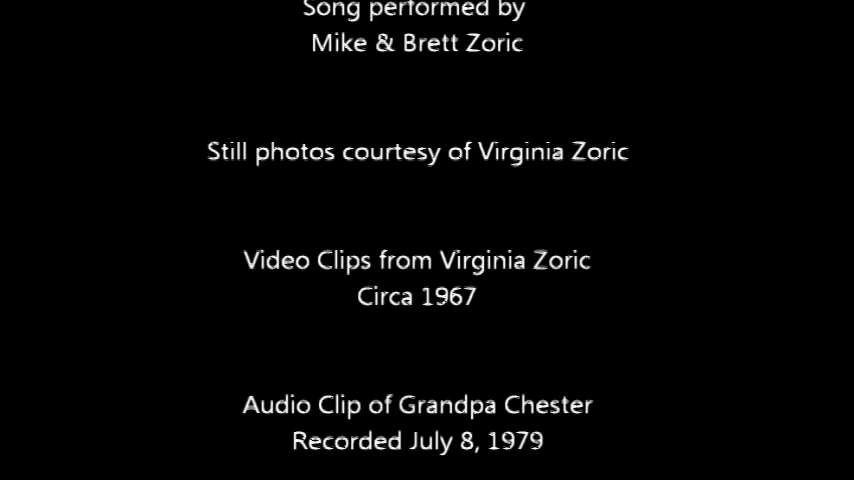 Song performed by
Mike & Brett Zoric
Still photos courtesy of Virginia Zoric
Video Clips from Virginia Zoric
Circa 1967
Audio Clip of Grandpa Chester
Recorded July 8, 1979